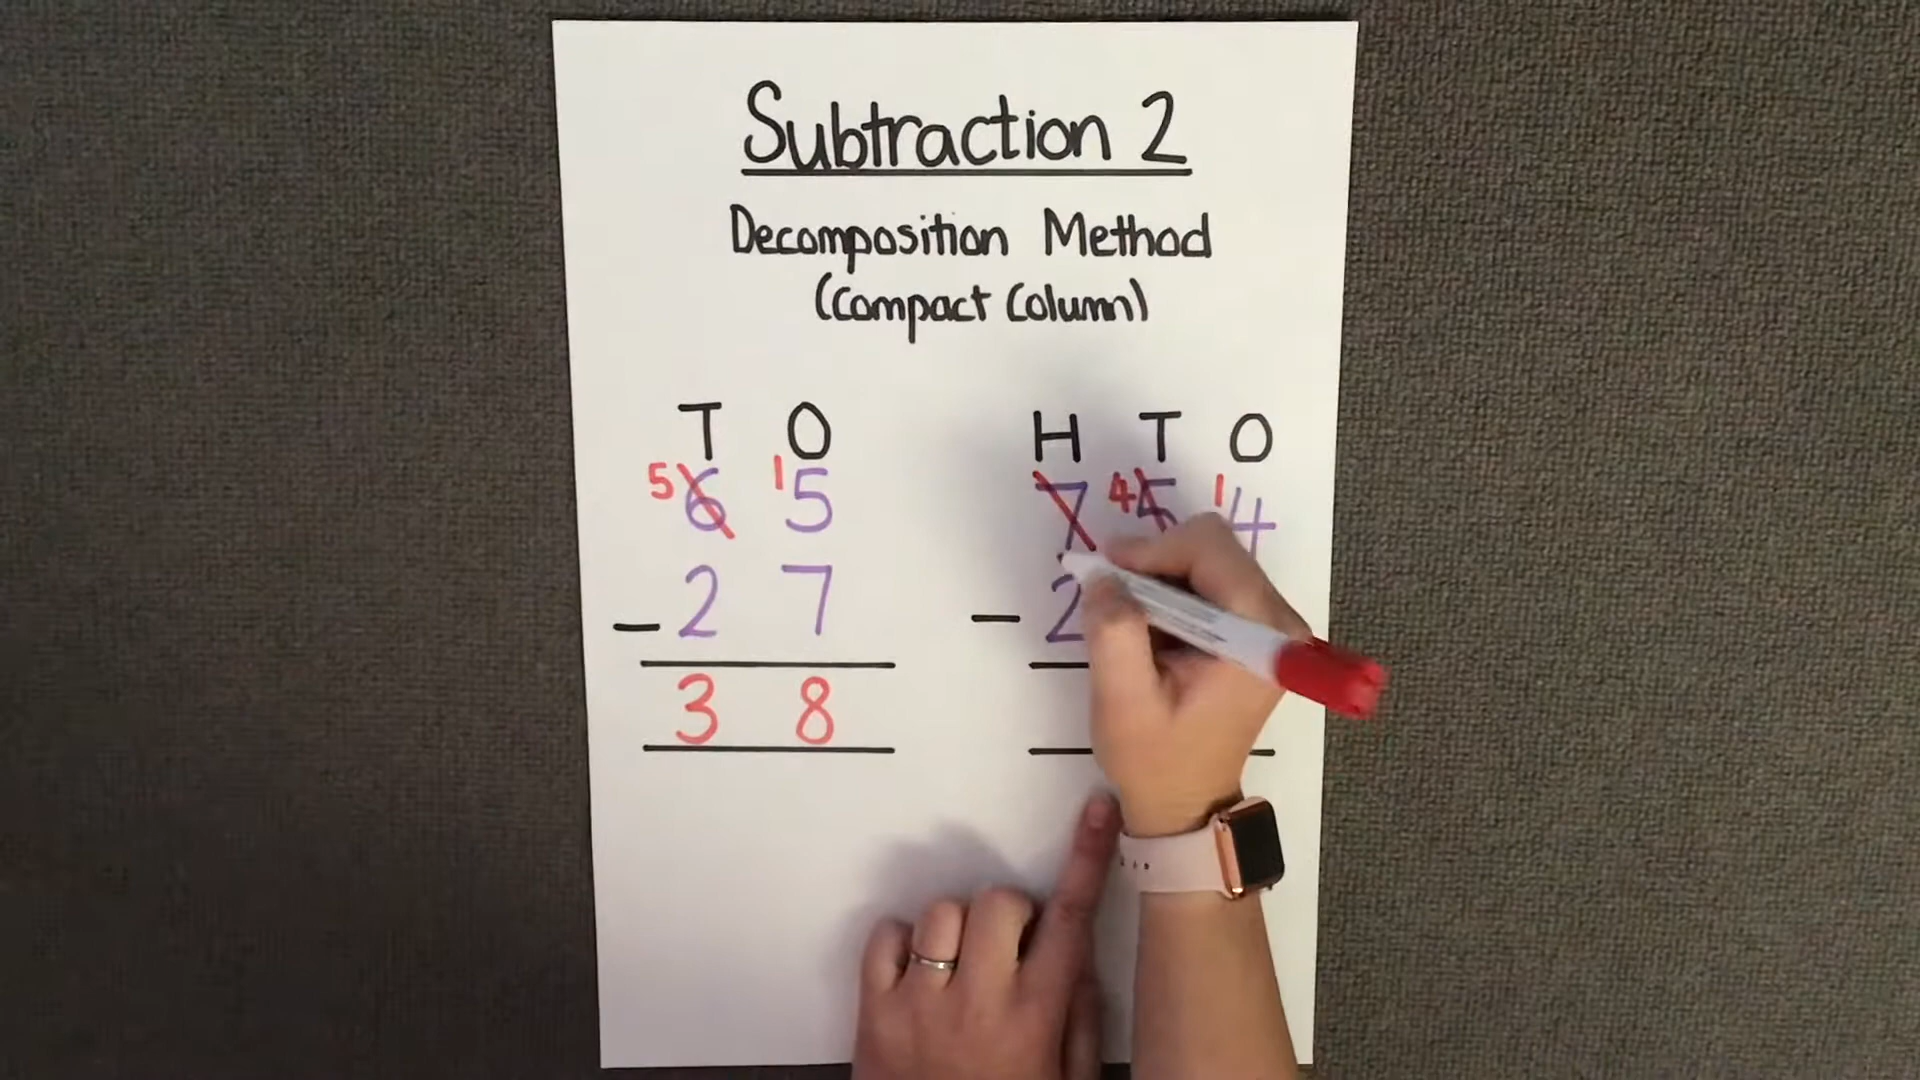 Subtraction 2
Decomposition Method
(Compact Column)
T O
5 6 1 5
- 2 7
3 8
H T O
7 4 5 1 4
- 2